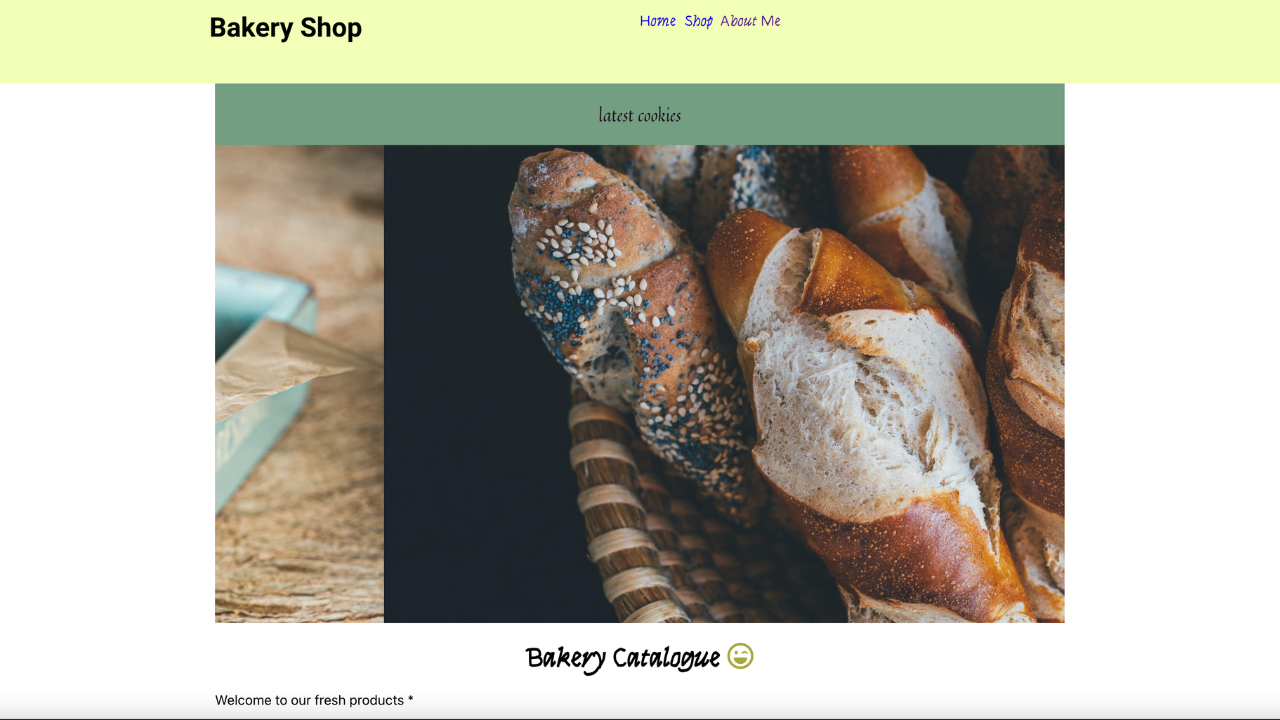 Bakery Shop
Home Shop About Me
latest cookies
Bakery Catalogue
Welcome to our fresh products *